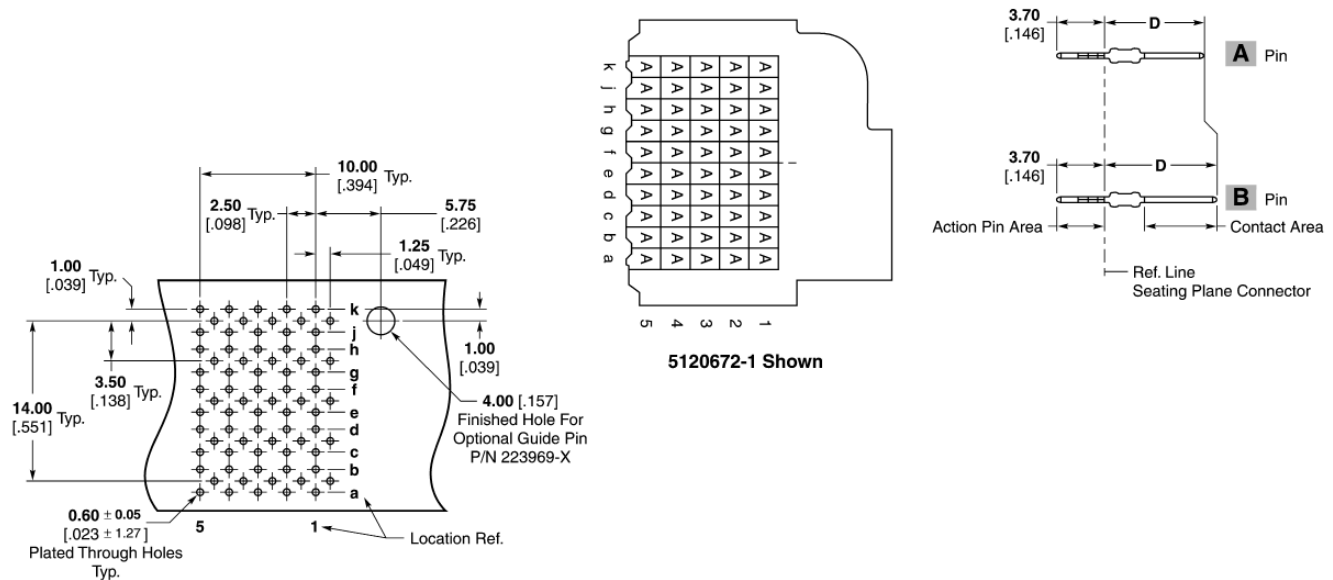 10.00
[.394]
Typ.
2.50
[.098]
Typ.
5.75
[.226]
1.25
[.049]
1.00
[.039]
Typ.
k
j
h
g
f
e
d
c
b
a
1.00
[.039]
3.50
[.138]
Typ.
14.00
[.551]
Typ.
4.00 [.157]
Finished Hole For
Optional Guide Pin
P/N 223969-X
0.60 ± 0.05
[.023 ± 1.27]
Plated Through Holes
Typ.
5
1
Location Ref.
k A A A A A
j A A A A A
h A A A A A
g A A A A A
f A A A A A
e A A A A A
d A A A A A
c A A A A A
b A A A A A
a A A A A A
5 4 3 2 1
5120672-1 Shown
3.70
[.146]
D
A Pin
3.70
[.146]
D
B Pin
Action Pin Area
Contact Area
Ref. Line
Seating Plane Connector